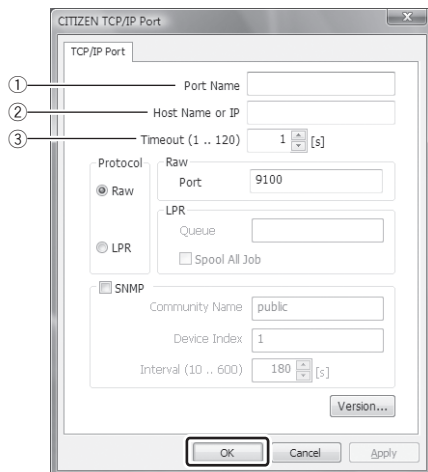 CITIZEN TCP/IP Port
TCP/IP Port
① Port Name
② Host Name or IP
③ Timeout (1 .. 120) 1 [s]
Protocol
Raw
Raw
Port 9100
LPR
LPR
Queue
Spool All Job
SNMP
Community Name public
Device Index 1
Interval (10 .. 600) 180 [s]
Version...
OK Cancel Apply